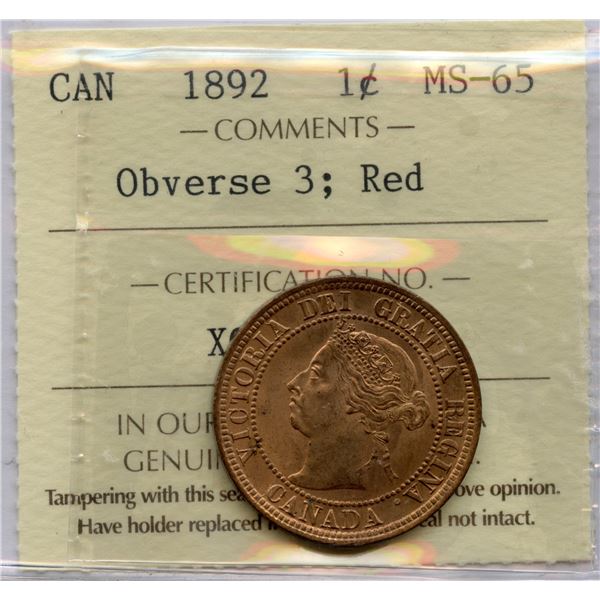 CAN 1892 1¢ MS-65
— COMMENTS —
Obverse 3; Red
— CERTIFICATION NO. —
X
VICTORIA DEI GRATIA REGINA.
CANADA
IN OUR
GENUIN
Tampering with this sea ove opinion.
Have holder replaced i al not intact.